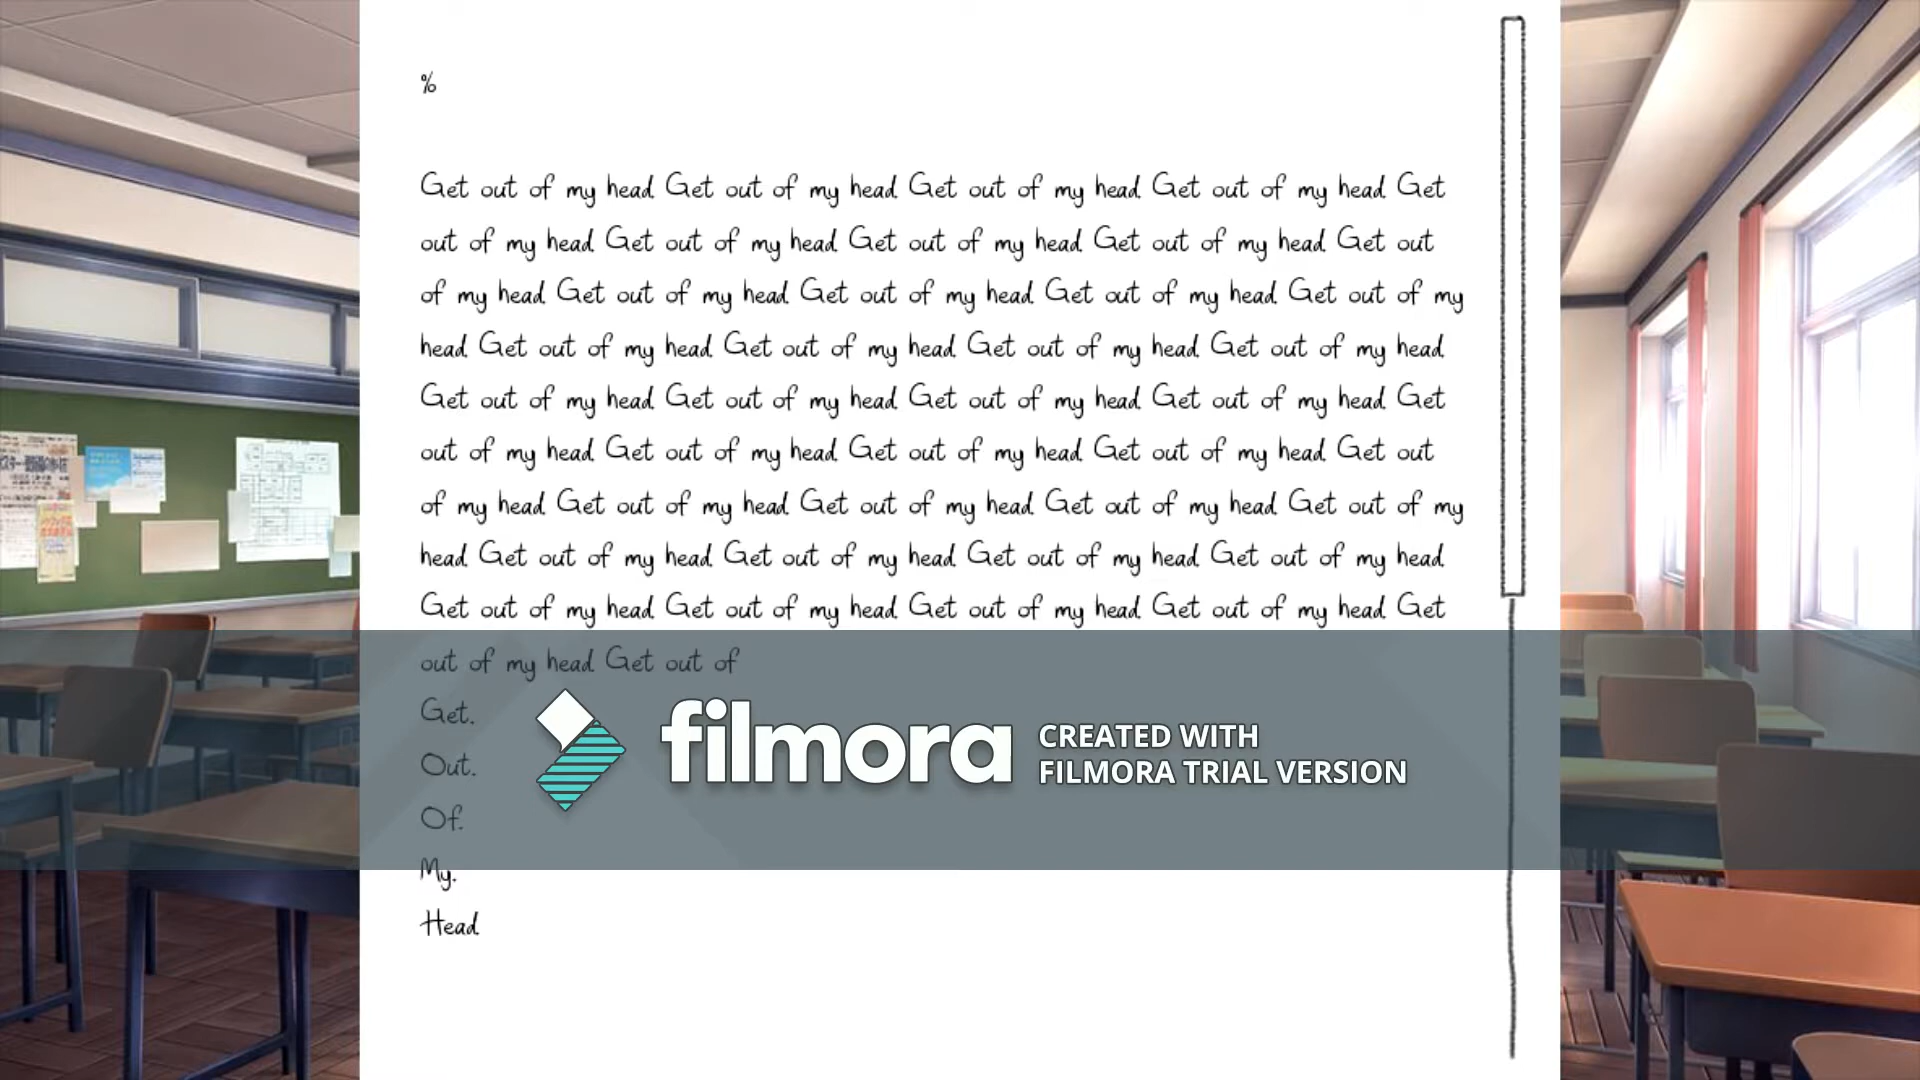 %
Get out of my head. Get out of my head. Get out of my head. Get out of my head. Get
out of my head. Get out of my head. Get out of my head. Get out of my head. Get out
of my head. Get out of my head. Get out of my head. Get out of my head. Get out of my
head. Get out of my head. Get out of my head. Get out of my head. Get out of my head.
Get out of my head. Get out of my head. Get out of my head. Get out of my head. Get
out of my head. Get out of my head. Get out of my head. Get out of my head. Get out
of my head. Get out of my head. Get out of my head. Get out of my head. Get out of my
head. Get out of my head. Get out of my head. Get out of my head. Get out of my head.
Get out of my head. Get out of my head. Get out of my head. Get out of my head. Get
out of my head. Get out of
Get.
Out.
Of.
My.
Head.
filmora
CREATED WITH
FILMORA TRIAL VERSION